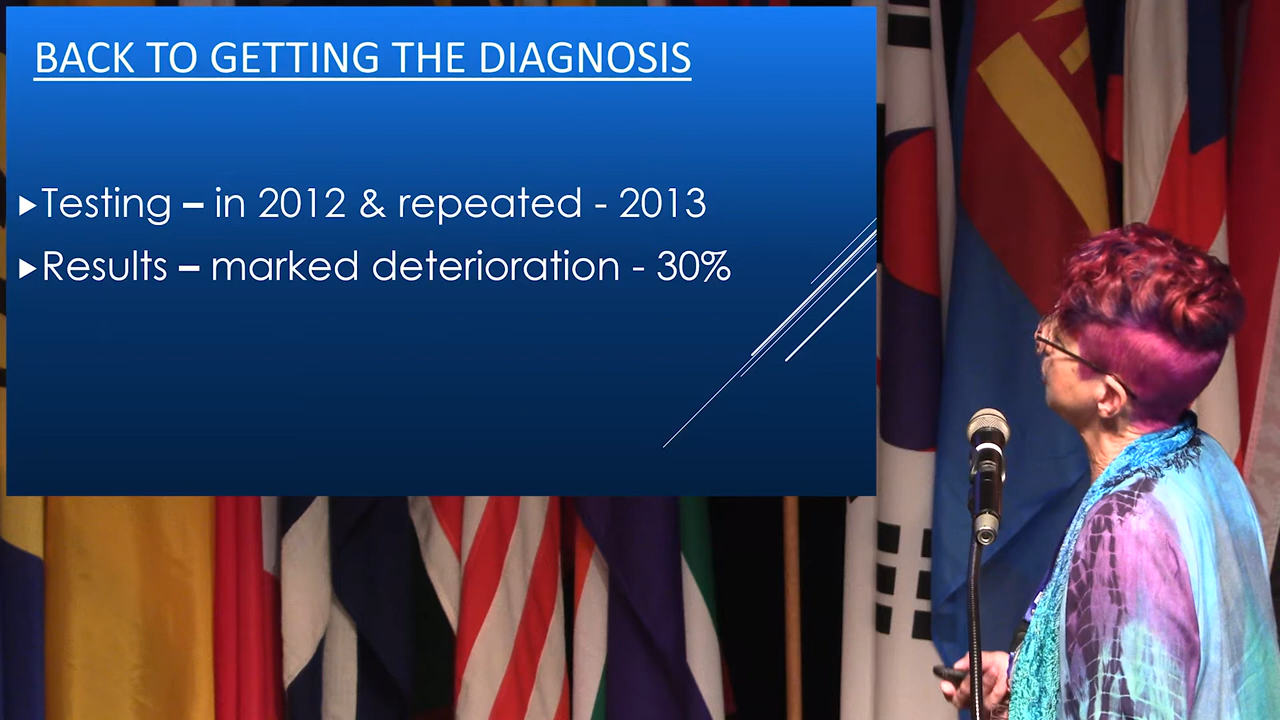 BACK TO GETTING THE DIAGNOSIS
Testing – in 2012 & repeated - 2013
Results – marked deterioration - 30%